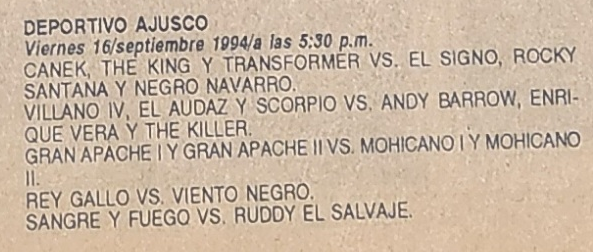 DEPORTIVO AJUSCO
Viernes 16/septiembre 1994/a las 5:30 p.m.
CANEK, THE KING Y TRANSFORMER VS. EL SIGNO, ROCKY
SANTANA Y NEGRO NAVARRO.
VILLANO IV, EL AUDAZ Y SCORPIO VS. ANDY BARROW, ENRI-
QUE VERA Y THE KILLER.
GRAN APACHE I Y GRAN APACHE II VS. MOHICANO I Y MOHICANO
II.
REY GALLO VS. VIENTO NEGRO.
SANGRE Y FUEGO VS. RUDDY EL SALVAJE.